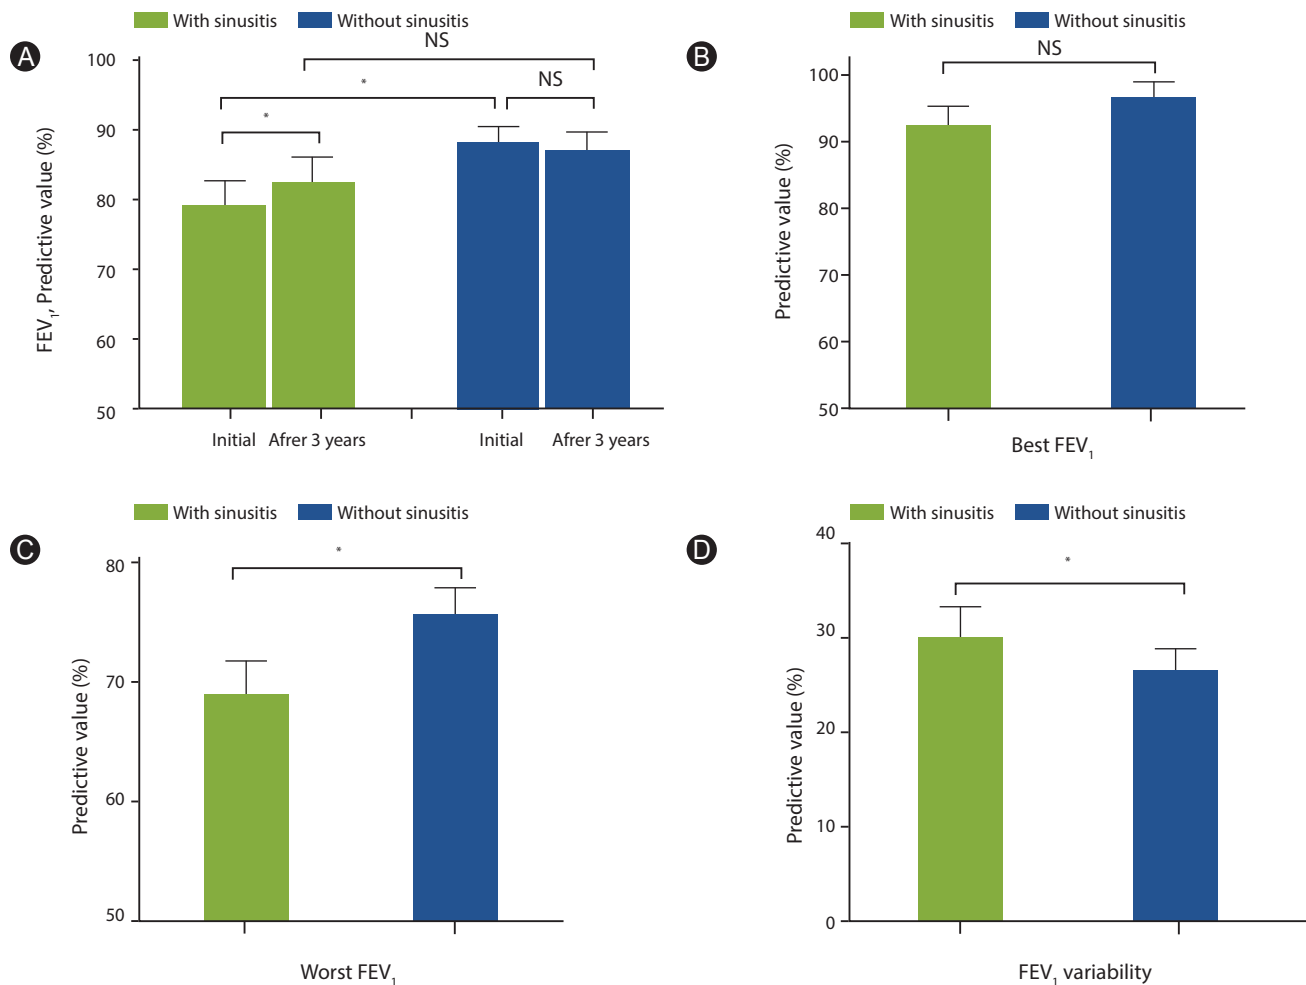 A
With sinusitis Without sinusitis
NS
*
NS
*
FEV1, Predictive value (%)
100
90
80
70
60
50
Initial Afrer 3 years Initial Afrer 3 years
B
With sinusitis Without sinusitis
NS
Predictive value (%)
100
90
80
70
60
50
Best FEV1
C
With sinusitis Without sinusitis
*
Predictive value (%)
80
70
60
50
Worst FEV1
D
With sinusitis Without sinusitis
*
Predictive value (%)
40
30
20
10
0
FEV1 variability